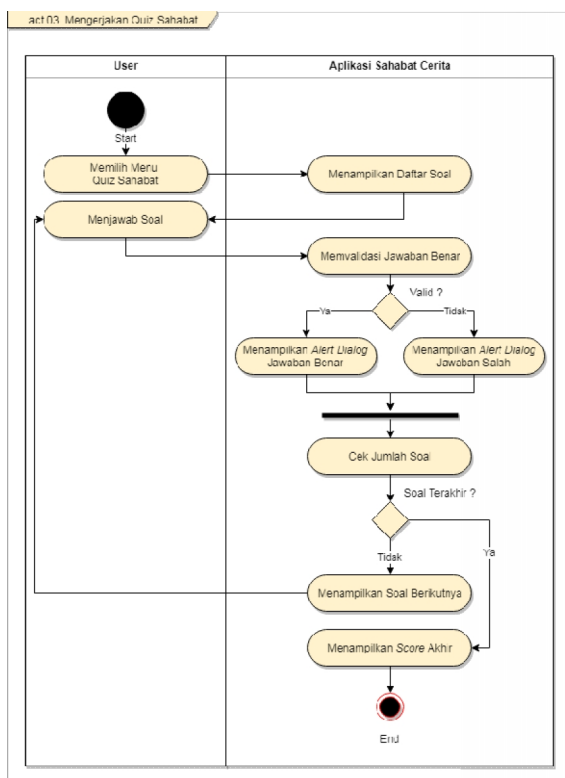 act 03. Mengerjakan Quiz Sahabat
User
Aplikasi Sahabat Cerita
Start
Memilih Menu
Quiz Sahabat
Menampilkan Daftar Soal
Menjawab Soal
Memvalidasi Jawaban Benar
Valid ?
Ya
Tidak
Menampilkan Alert Dialog
Jawaban Benar
Menampilkan Alert Dialog
Jawaban Salah
Cek Jumlah Soal
Soal Terakhir ?
Tidak
Ya
Menampilkan Soal Berikutnya
Menampilkan Score Akhir
End